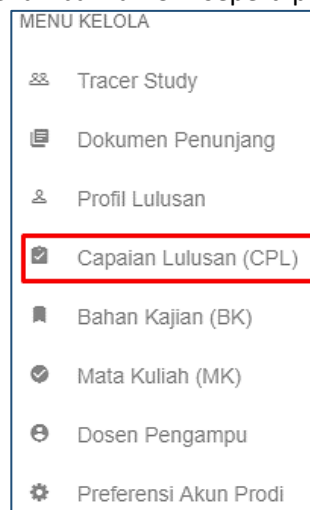 MENU KELOLA
Tracer Study
Dokumen Penunjang
Profil Lulusan
Capaian Lulusan (CPL)
Bahan Kajian (BK)
Mata Kuliah (MK)
Dosen Pengampu
Preferensi Akun Prodi